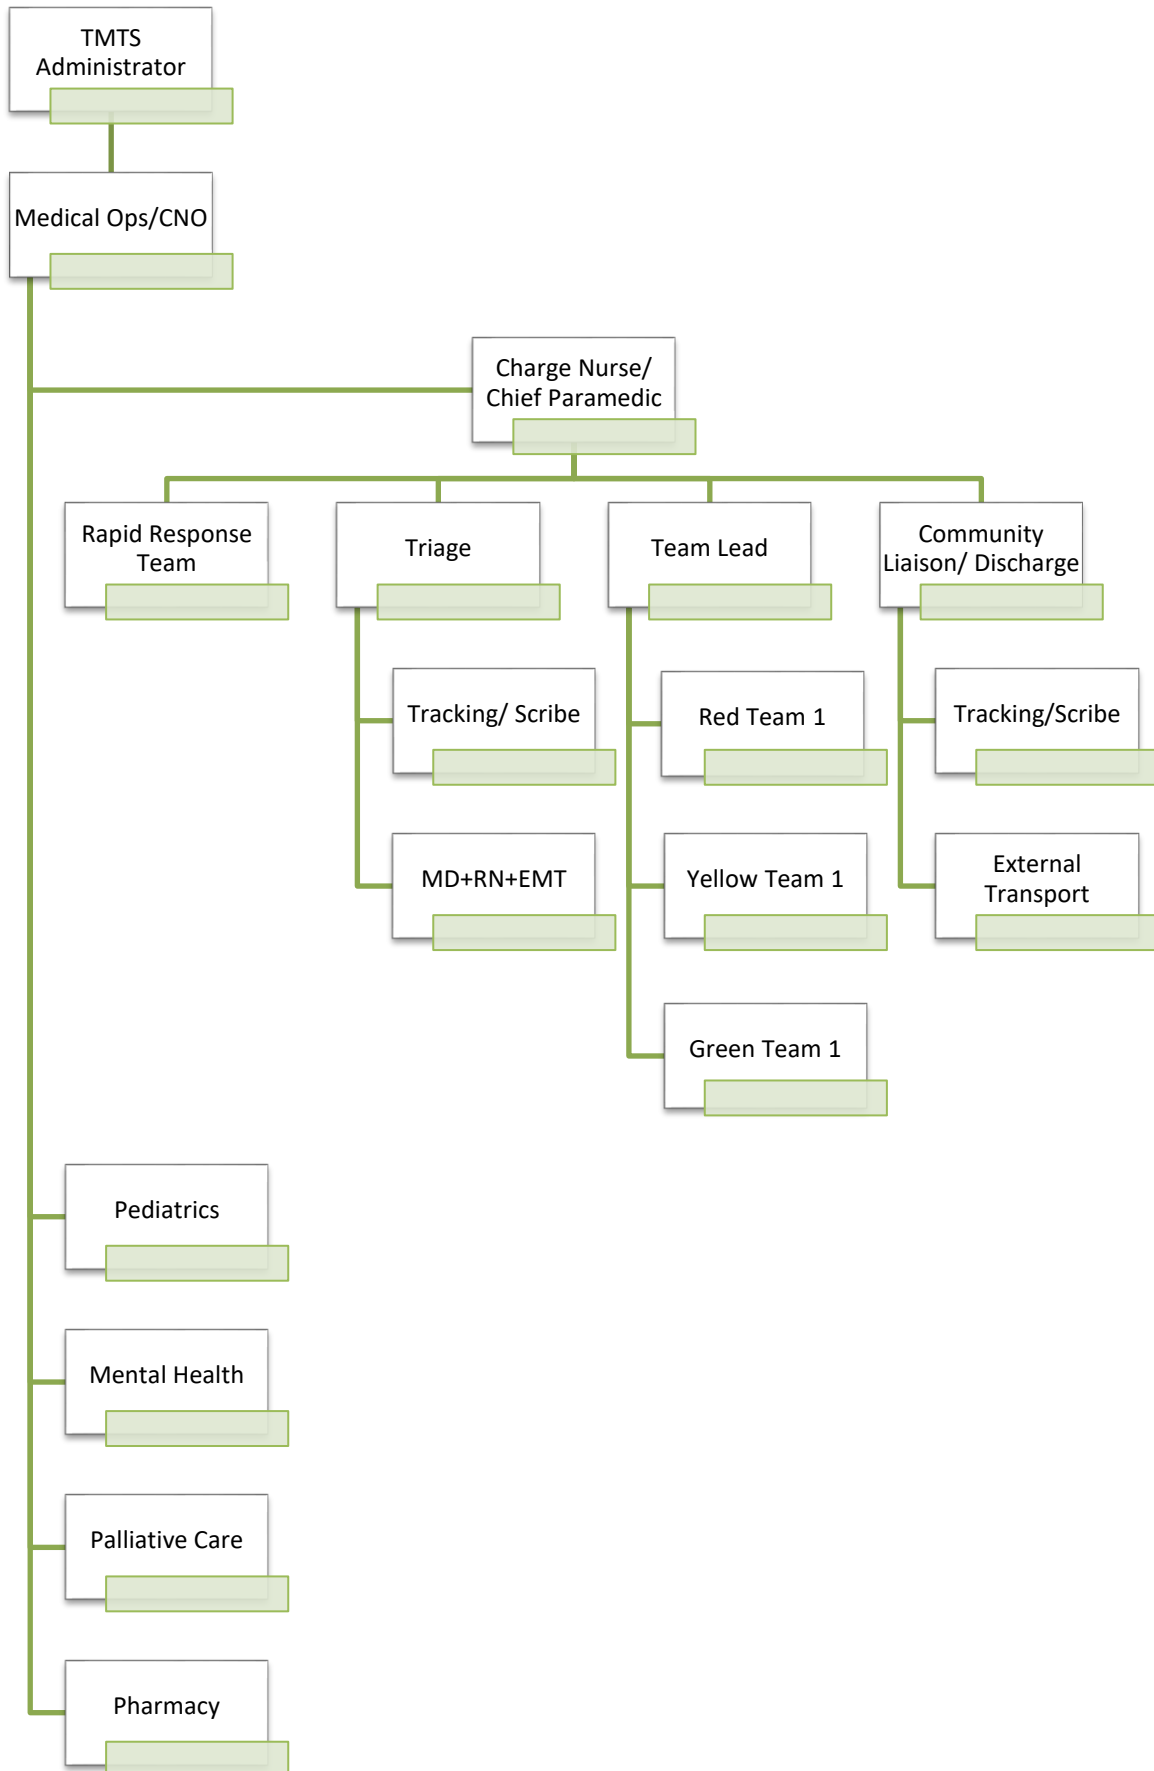 TMTS
Administrator
Medical Ops/CNO
Charge Nurse/
Chief Paramedic
Rapid Response
Team
Triage
Team Lead
Community
Liaison/ Discharge
Tracking/ Scribe
Red Team 1
Tracking/Scribe
MD+RN+EMT
Yellow Team 1
External
Transport
Green Team 1
Pediatrics
Mental Health
Palliative Care
Pharmacy